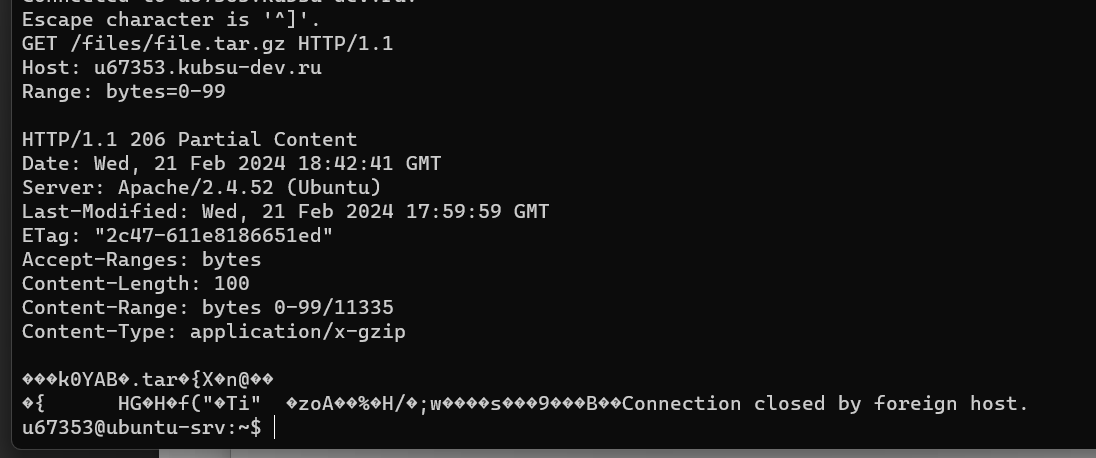 Escape character is '^]'.
GET /files/file.tar.gz HTTP/1.1
Host: u67353.kubsu-dev.ru
Range: bytes=0-99

HTTP/1.1 206 Partial Content
Date: Wed, 21 Feb 2024 18:42:41 GMT
Server: Apache/2.4.52 (Ubuntu)
Last-Modified: Wed, 21 Feb 2024 17:59:59 GMT
ETag: "2c47-611e8186651ed"
Accept-Ranges: bytes
Content-Length: 100
Content-Range: bytes 0-99/11335
Content-Type: application/x-gzip

���k0YAB�.tar�{X�n@��
�{      HG�H�f("�Ti"  �zoA��%�H/�;w����s���9���B��Connection closed by foreign host.
u67353@ubuntu-srv:~$